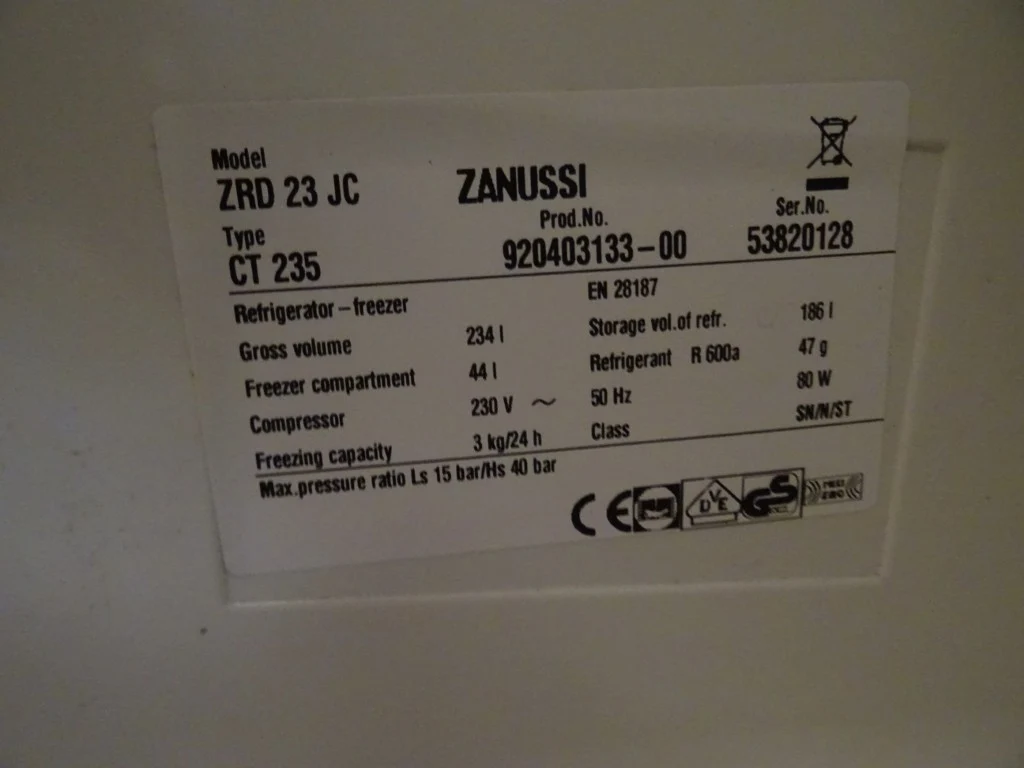 Model
ZRD 23 JC
ZANUSSI
Type
CT 235
Prod.No.
920403133-00
Ser.No.
53820128
Refrigerator-freezer
EN 28187
Gross volume 234 l
Storage vol.of refr. 186 l
Freezer compartment 44 l
Refrigerant R 600a 47 g
Compressor 230 V ~ 50 Hz 80 W
Freezing capacity 3 kg/24 h
Class SN/N/ST
Max.pressure ratio Ls 15 bar/Hs 40 bar
CE
DVE
GS